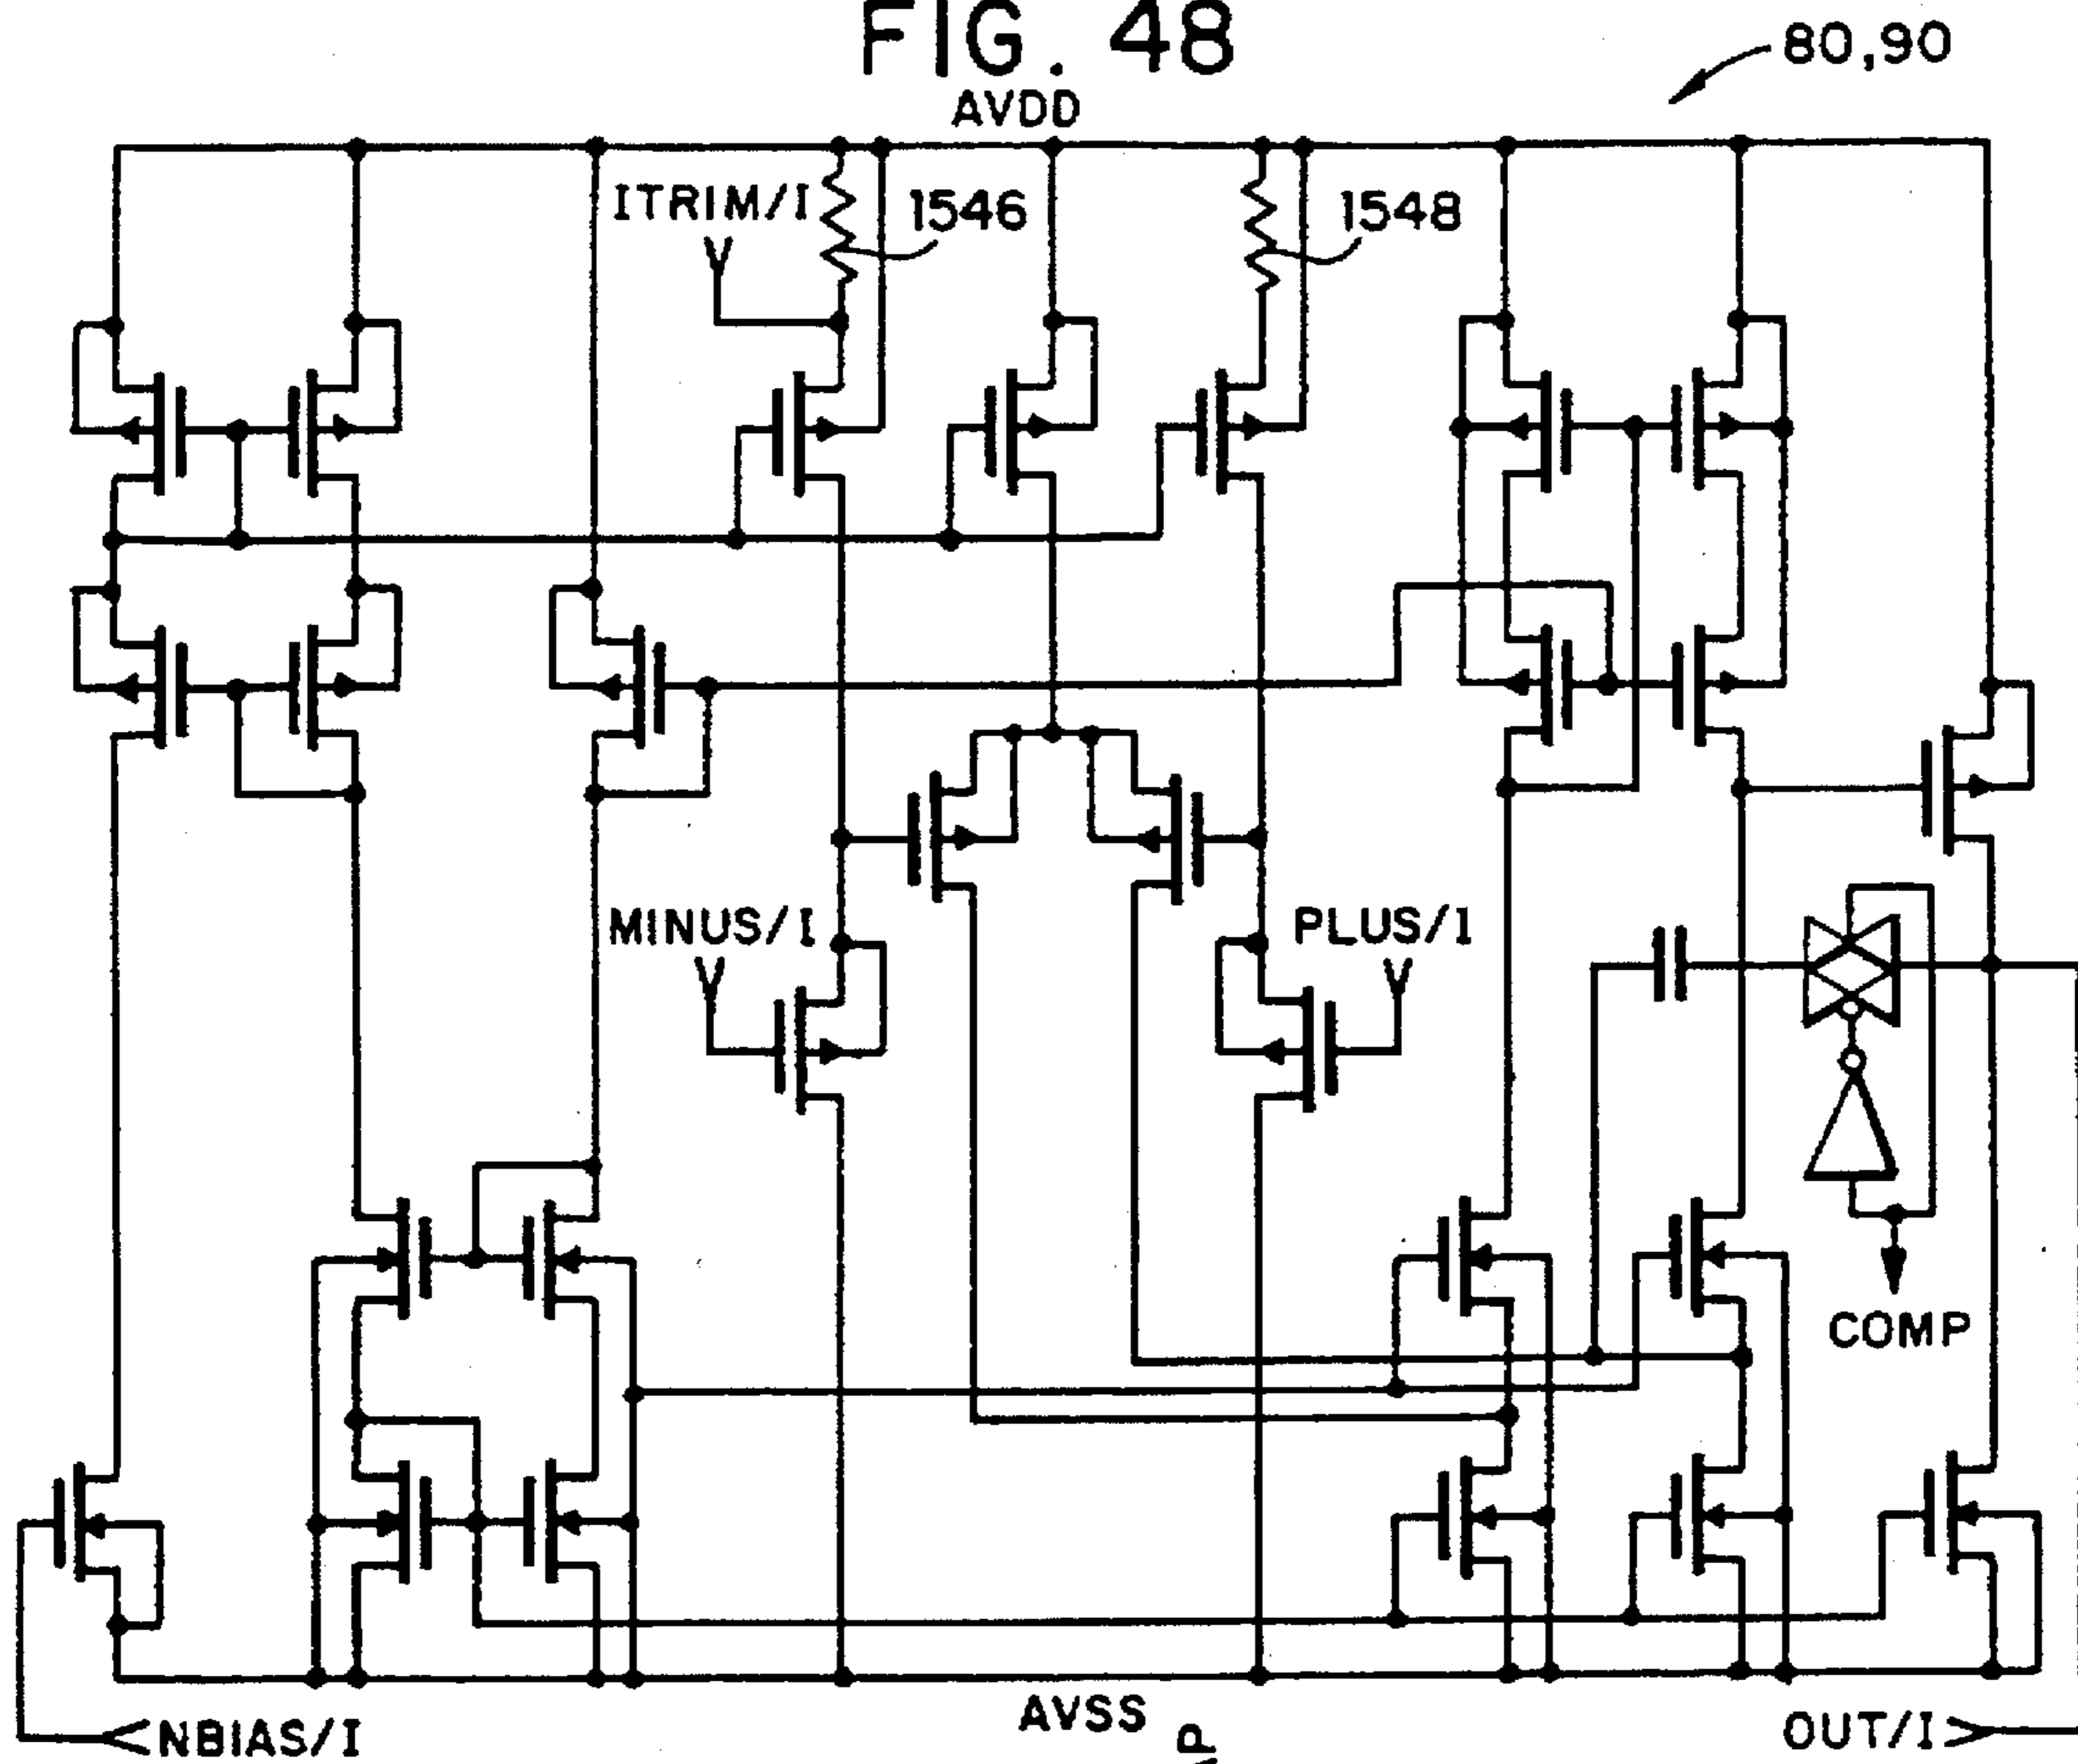 FIG. 48
80,90
AVDD
ITRIM/I
1546
1548
MINUS/I
PLUS/I
COMP
AVSS
NBIAS/I
OUT/I
P